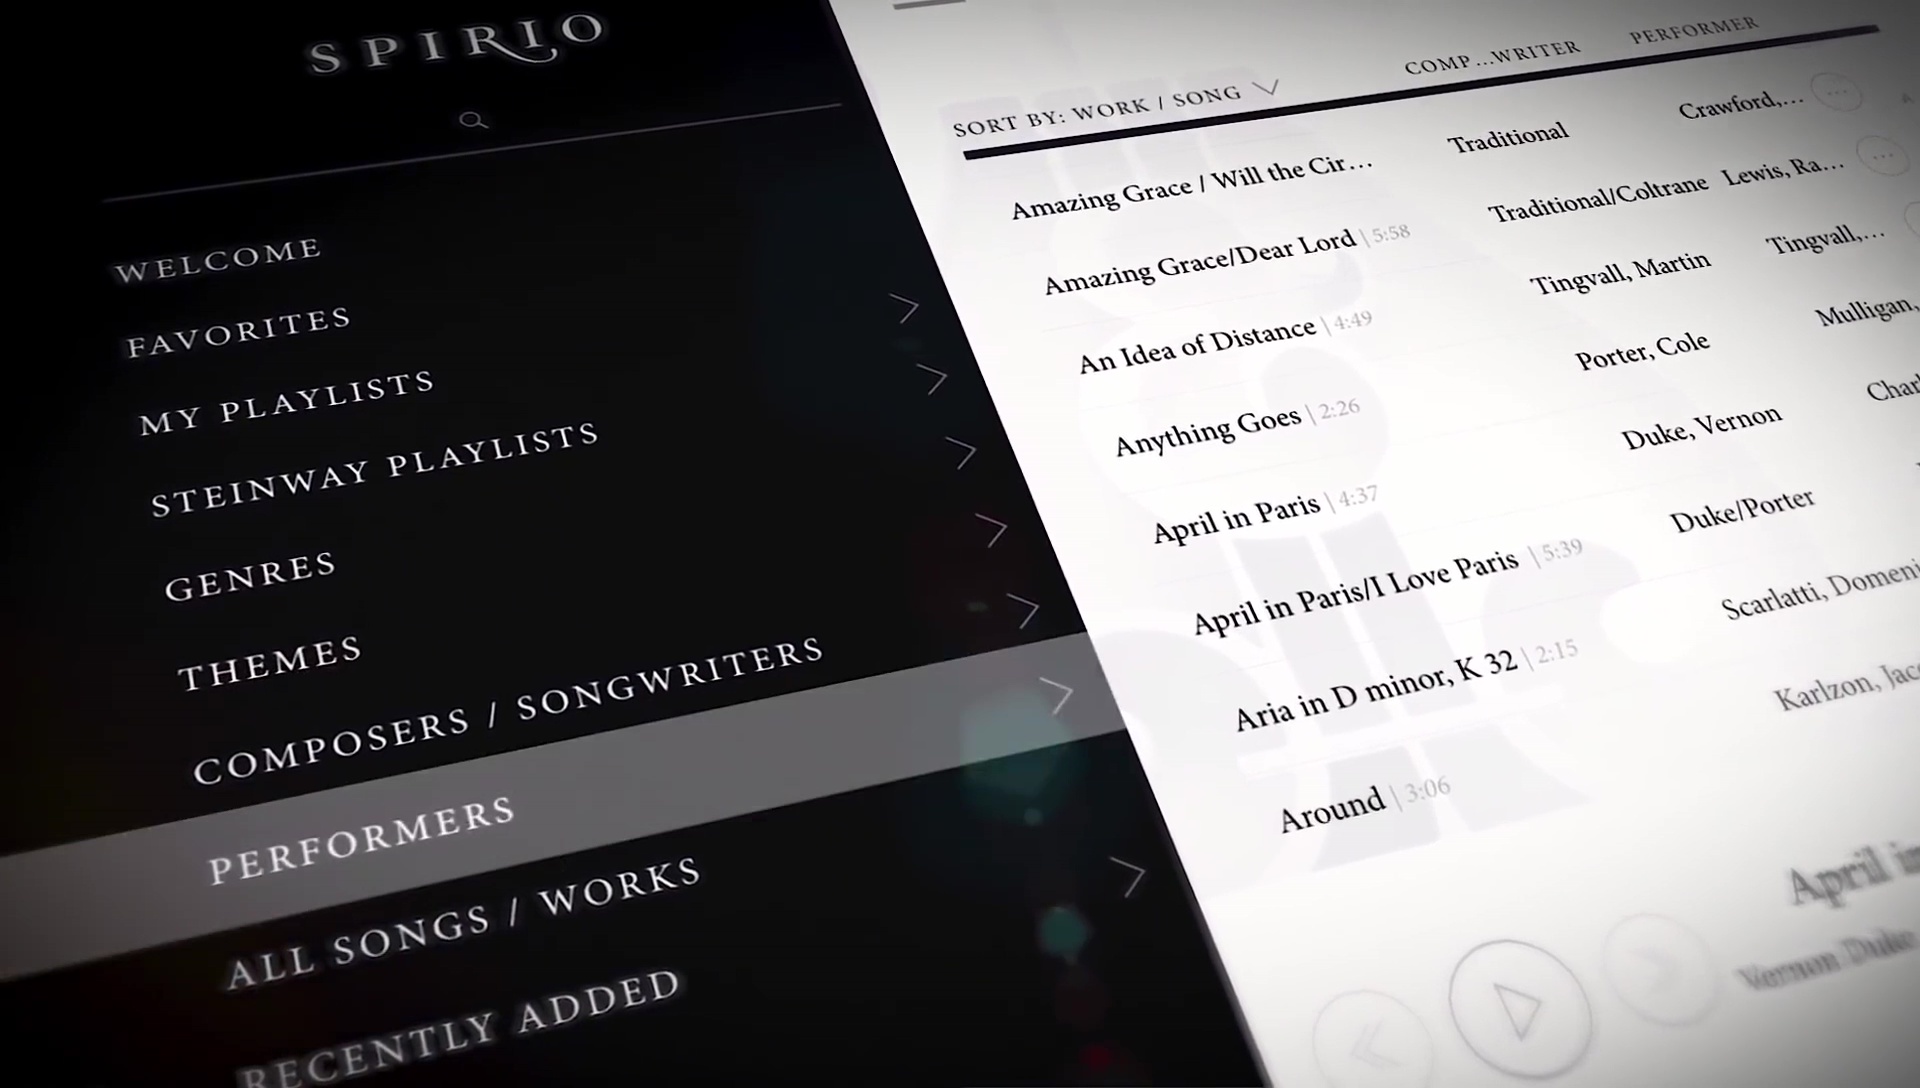 SPIRIO
WELCOME
FAVORITES
MY PLAYLISTS
STEINWAY PLAYLISTS
GENRES
THEMES
COMPOSERS / SONGWRITERS
PERFORMERS
ALL SONGS / WORKS
RECENTLY ADDED
SORT BY: WORK / SONG COMP...WRITER PERFORMER
Amazing Grace / Will the Cir... Traditional Crawford,...
Amazing Grace/Dear Lord | 5:58 Traditional/Coltrane Lewis, Ra...
An Idea of Distance | 4:49 Tingvall, Martin Tingvall,...
Anything Goes | 2:26 Porter, Cole Mulligan,
April in Paris | 4:37 Duke, Vernon
April in Paris/I Love Paris | 5:39 Duke/Porter
Aria in D minor, K 32 | 2:15 Scarlatti, Domeni
Around | 3:06 Karlzon, Jac
April in
Vernon Duke